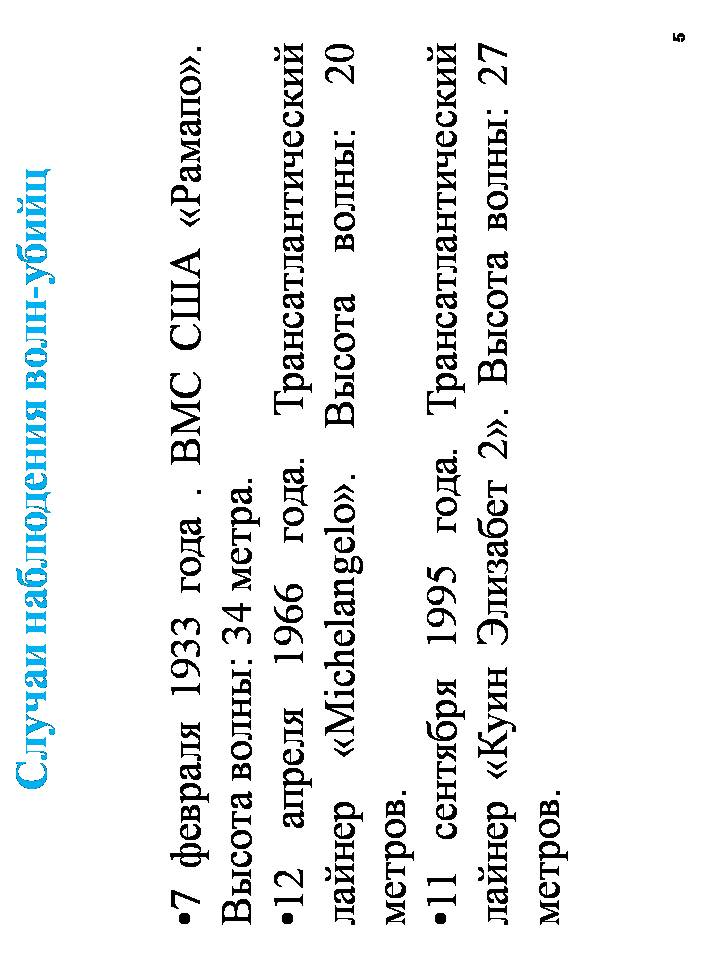 Случаи наблюдения волн-убийц
•7 февраля 1933 года . ВМС США «Рамапо».
Высота волны: 34 метра.
•12 апреля 1966 года. Трансатлантический
лайнер «Michelangelo». Высота волны: 20
метров.
•11 сентября 1995 года. Трансатлантический
лайнер «Куин Элизабет 2». Высота волны: 27
метров.
5